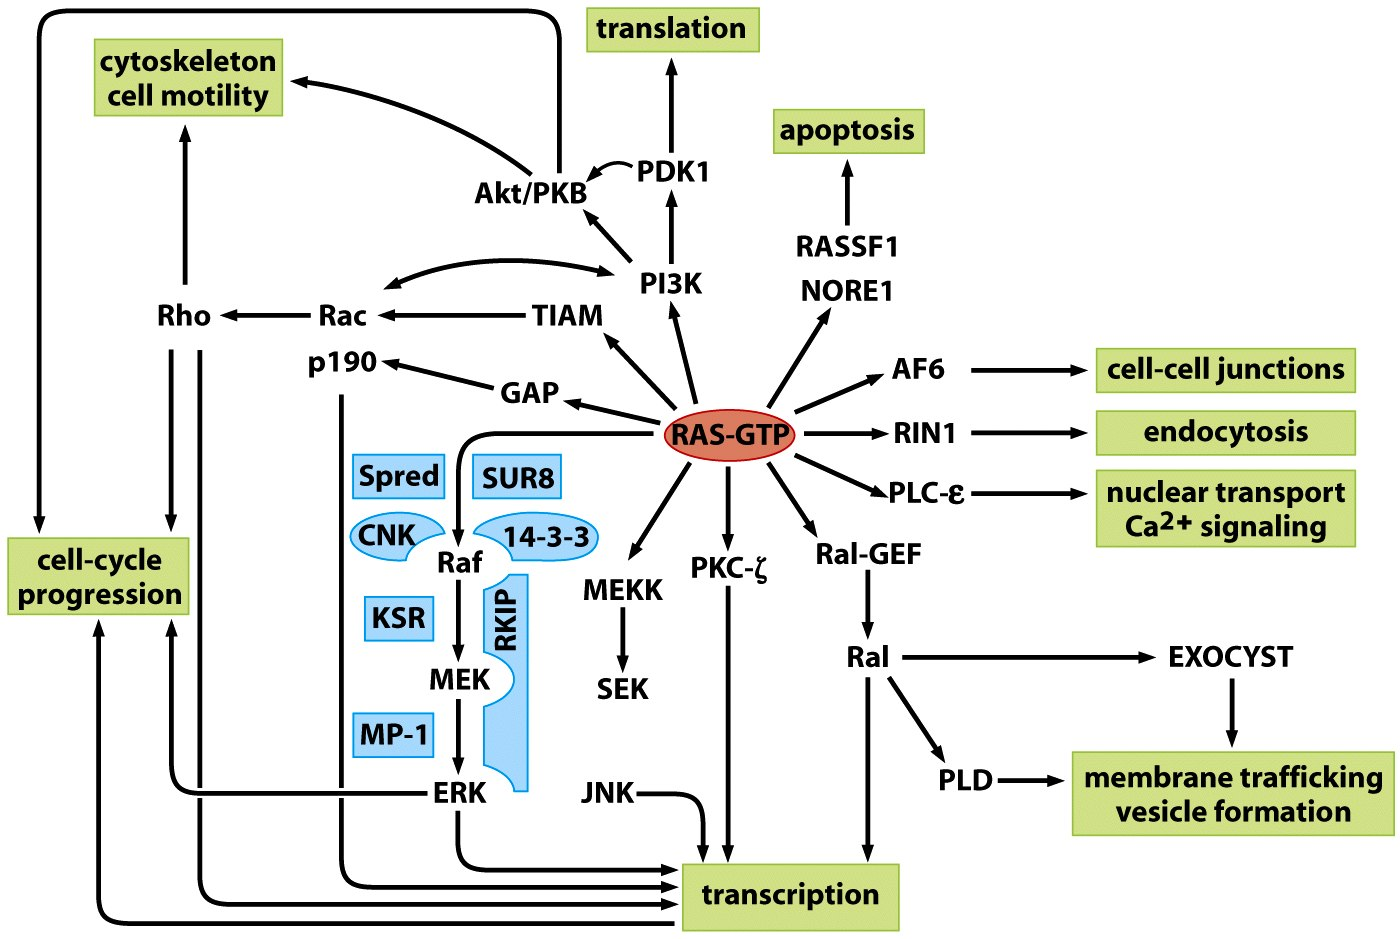 translation
cytoskeleton
cell motility
apoptosis
PDK1
Akt/PKB
RASSF1
NORE1
PI3K
Rho
Rac
TIAM
p190
GAP
AF6
cell-cell junctions
RAS-GTP
RIN1
endocytosis
Spred
SUR8
PLC-ε
nuclear transport
Ca2+ signaling
CNK
14-3-3
Raf
PKC-ζ
Ral-GEF
cell-cycle
progression
MEKK
KSR
RKIP
Ral
EXOCYST
MEK
SEK
MP-1
PLD
membrane trafficking
vesicle formation
ERK
JNK
transcription